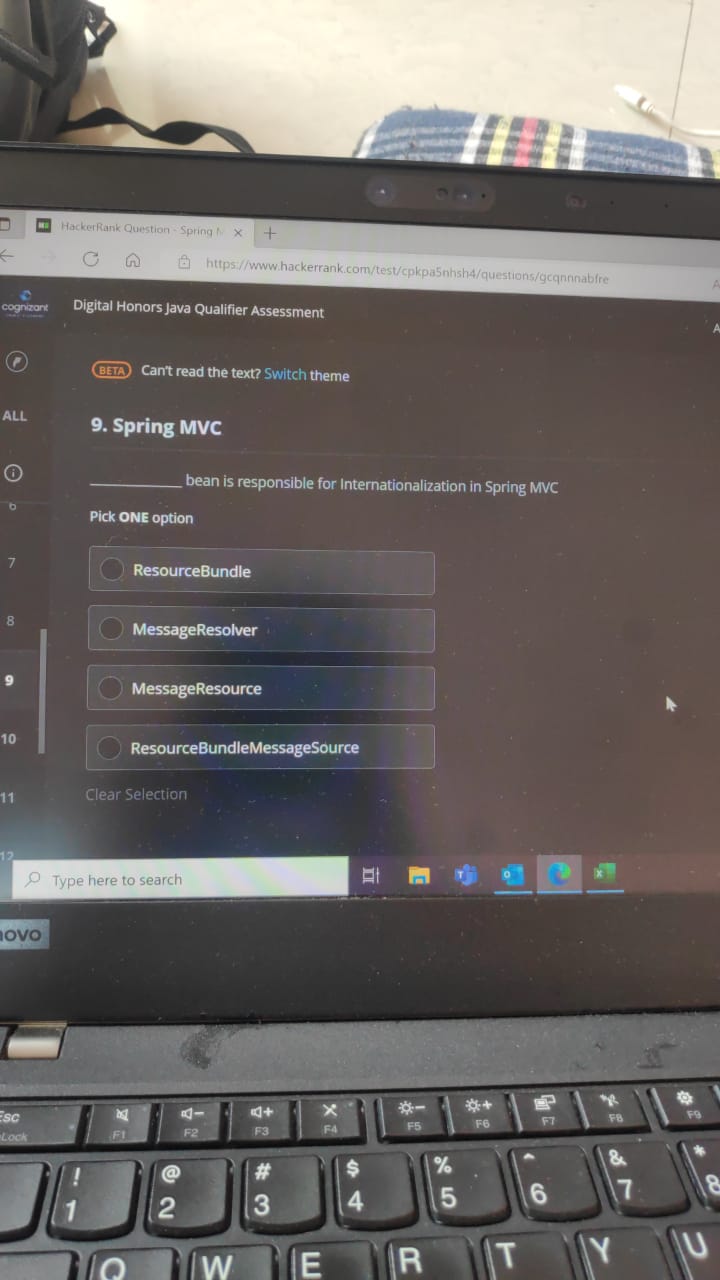 HackerRank Question - Spring
https://www.hackerrank.com/test/cpkpa5nhsh4/questions/gcqnnnabfre
cognizant
Digital Honors Java Qualifier Assessment
BETA Can't read the text? Switch theme
ALL
9. Spring MVC
__________ bean is responsible for Internationalization in Spring MVC
Pick ONE option
6
7
8
9
10
11
12
ResourceBundle
MessageResolver
MessageResource
ResourceBundleMessageSource
Clear Selection
Type here to search
novo
Esc
Lock
F1
F2
F3
F4
F5
F6
F7
F8
F9
! 1
@ 2
# 3
$ 4
% 5
^ 6
& 7
* 8
Q W E R T Y U